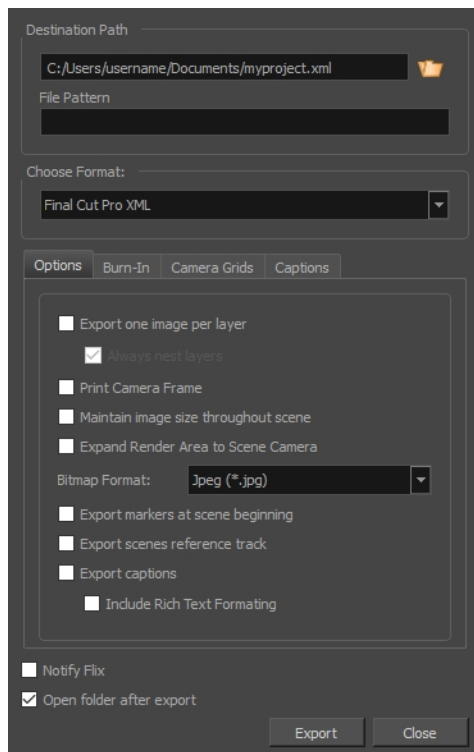 Destination Path
C:/Users/username/Documents/myproject.xml
File Pattern
Choose Format:
Final Cut Pro XML
Options Burn-In Camera Grids Captions
Export one image per layer
Always nest layers
Print Camera Frame
Maintain image size throughout scene
Expand Render Area to Scene Camera
Bitmap Format: Jpeg (*.jpg)
Export markers at scene beginning
Export scenes reference track
Export captions
Include Rich Text Formating
Notify Flix
Open folder after export
Export Close